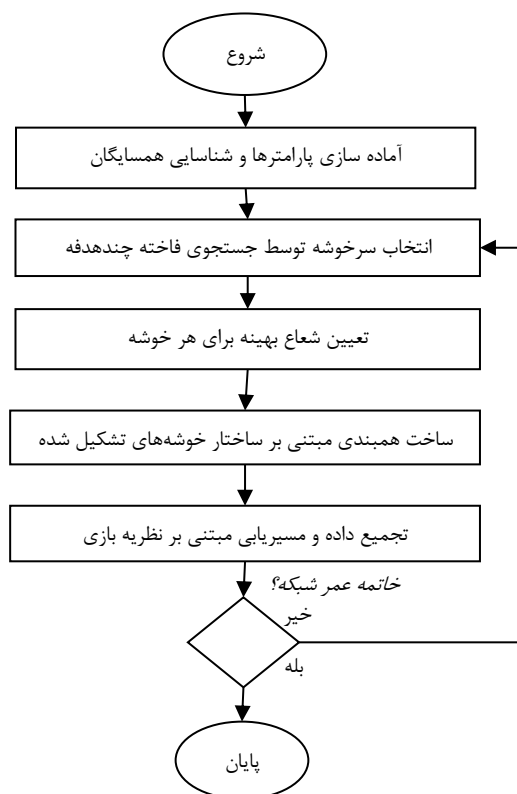 شروع
آماده سازی پارامترها و شناسایی همسایگان
انتخاب سرخوشه توسط جستجوی فاخته چندهدفه
تعیین شعاع بهینه برای هر خوشه
ساخت همبندی مبتنی بر ساختار خوشه‌های تشکیل شده
تجمیع داده و مسیریابی مبتنی بر نظریه بازی
خاتمه عمر شبکه؟
خیر
بله
پایان